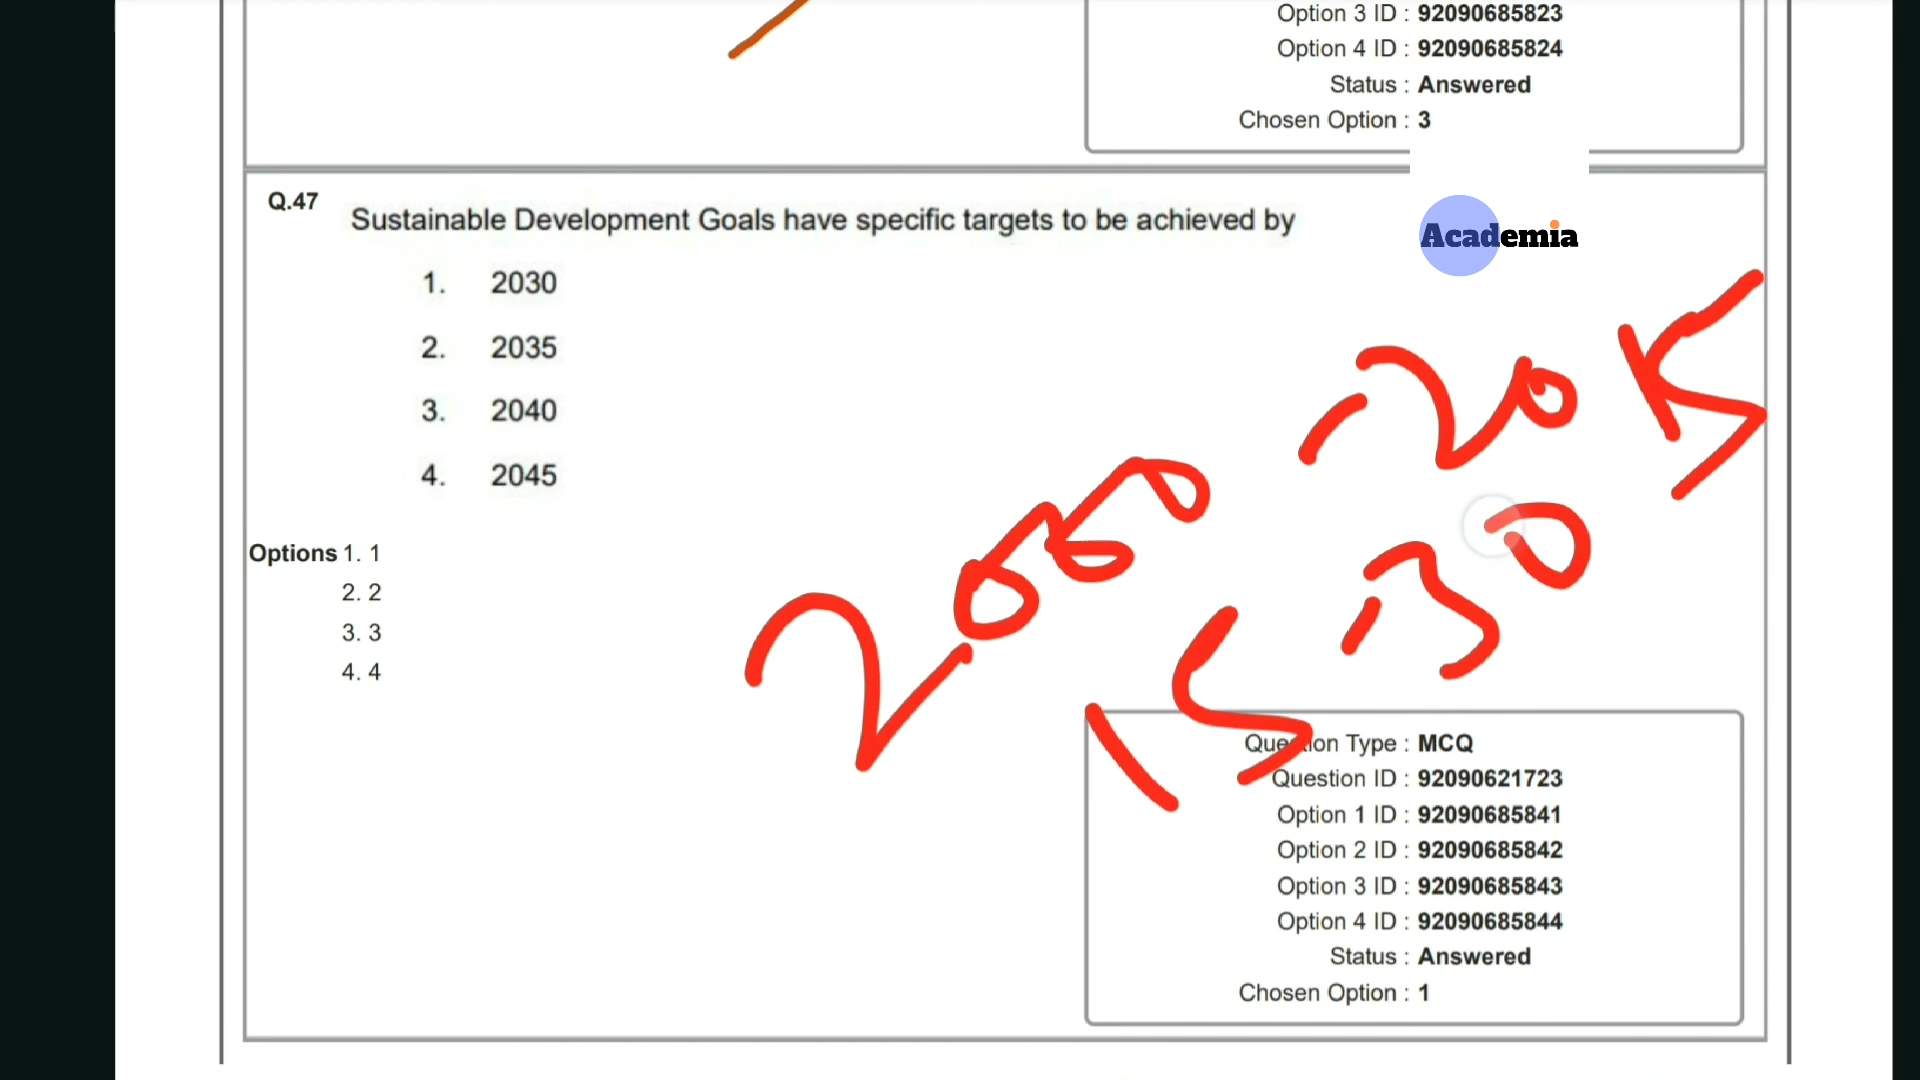 Option 3 ID : 92090685823
Option 4 ID : 92090685824
Status : Answered
Chosen Option : 3
Q.47 Sustainable Development Goals have specific targets to be achieved by
Academia
1. 2030
2. 2035
3. 2040
4. 2045
2000 - 2015
15 - 30
Options 1. 1
2. 2
3. 3
4. 4
Question Type : MCQ
Question ID : 92090621723
Option 1 ID : 92090685841
Option 2 ID : 92090685842
Option 3 ID : 92090685843
Option 4 ID : 92090685844
Status : Answered
Chosen Option : 1